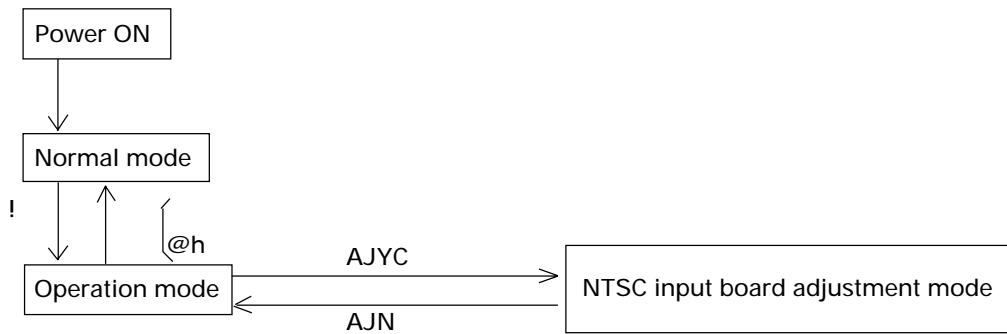 Power ON
Normal mode
!
@h
Operation mode
AJYC
AJN
NTSC input board adjustment mode